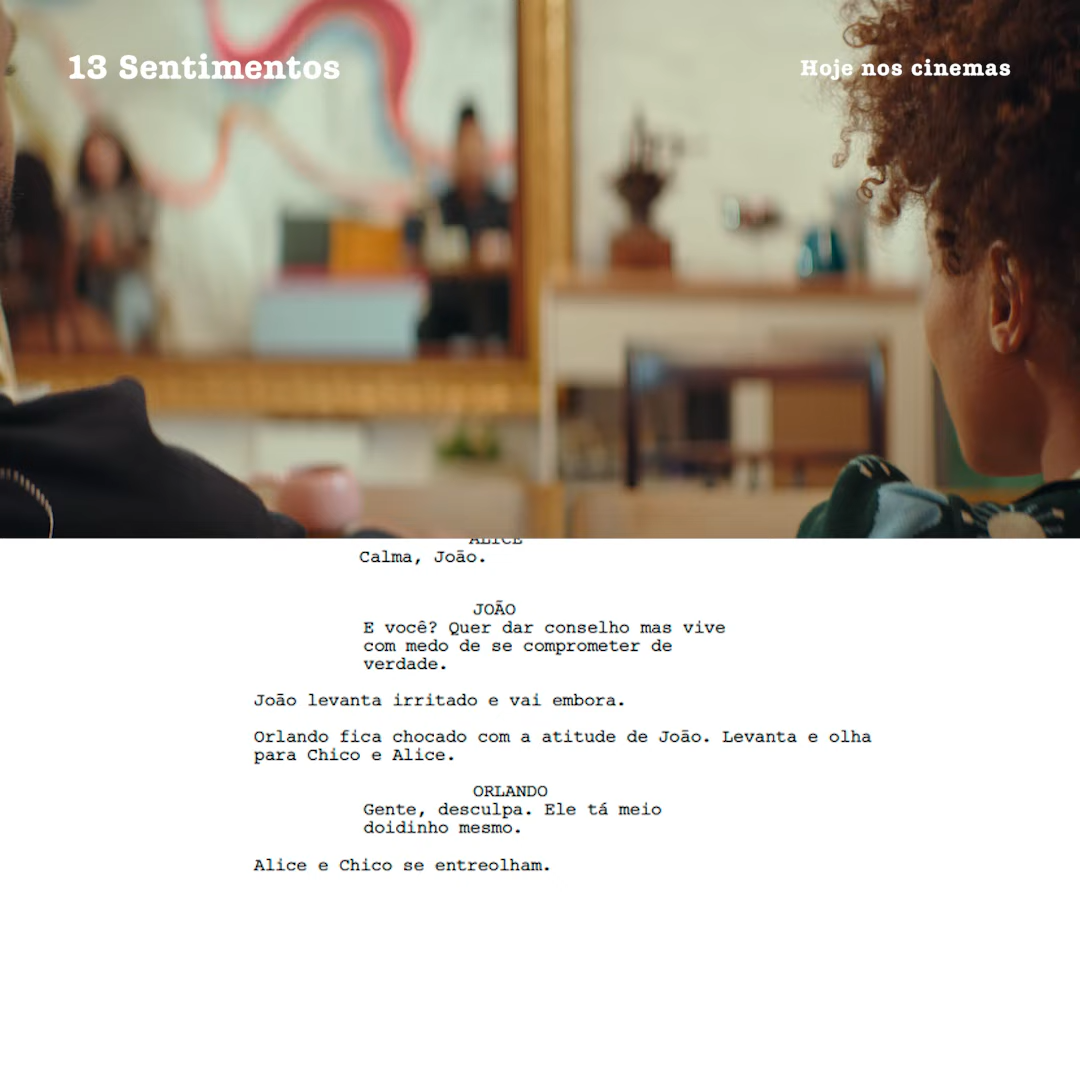 13 Sentimentos
Hoje nos cinemas
ALICE
Calma, João.
JOÃO
E você? Quer dar conselho mas vive
com medo de se comprometer de
verdade.
João levanta irritado e vai embora.
Orlando fica chocado com a atitude de João. Levanta e olha
para Chico e Alice.
ORLANDO
Gente, desculpa. Ele tá meio
doidinho mesmo.
Alice e Chico se entreolham.